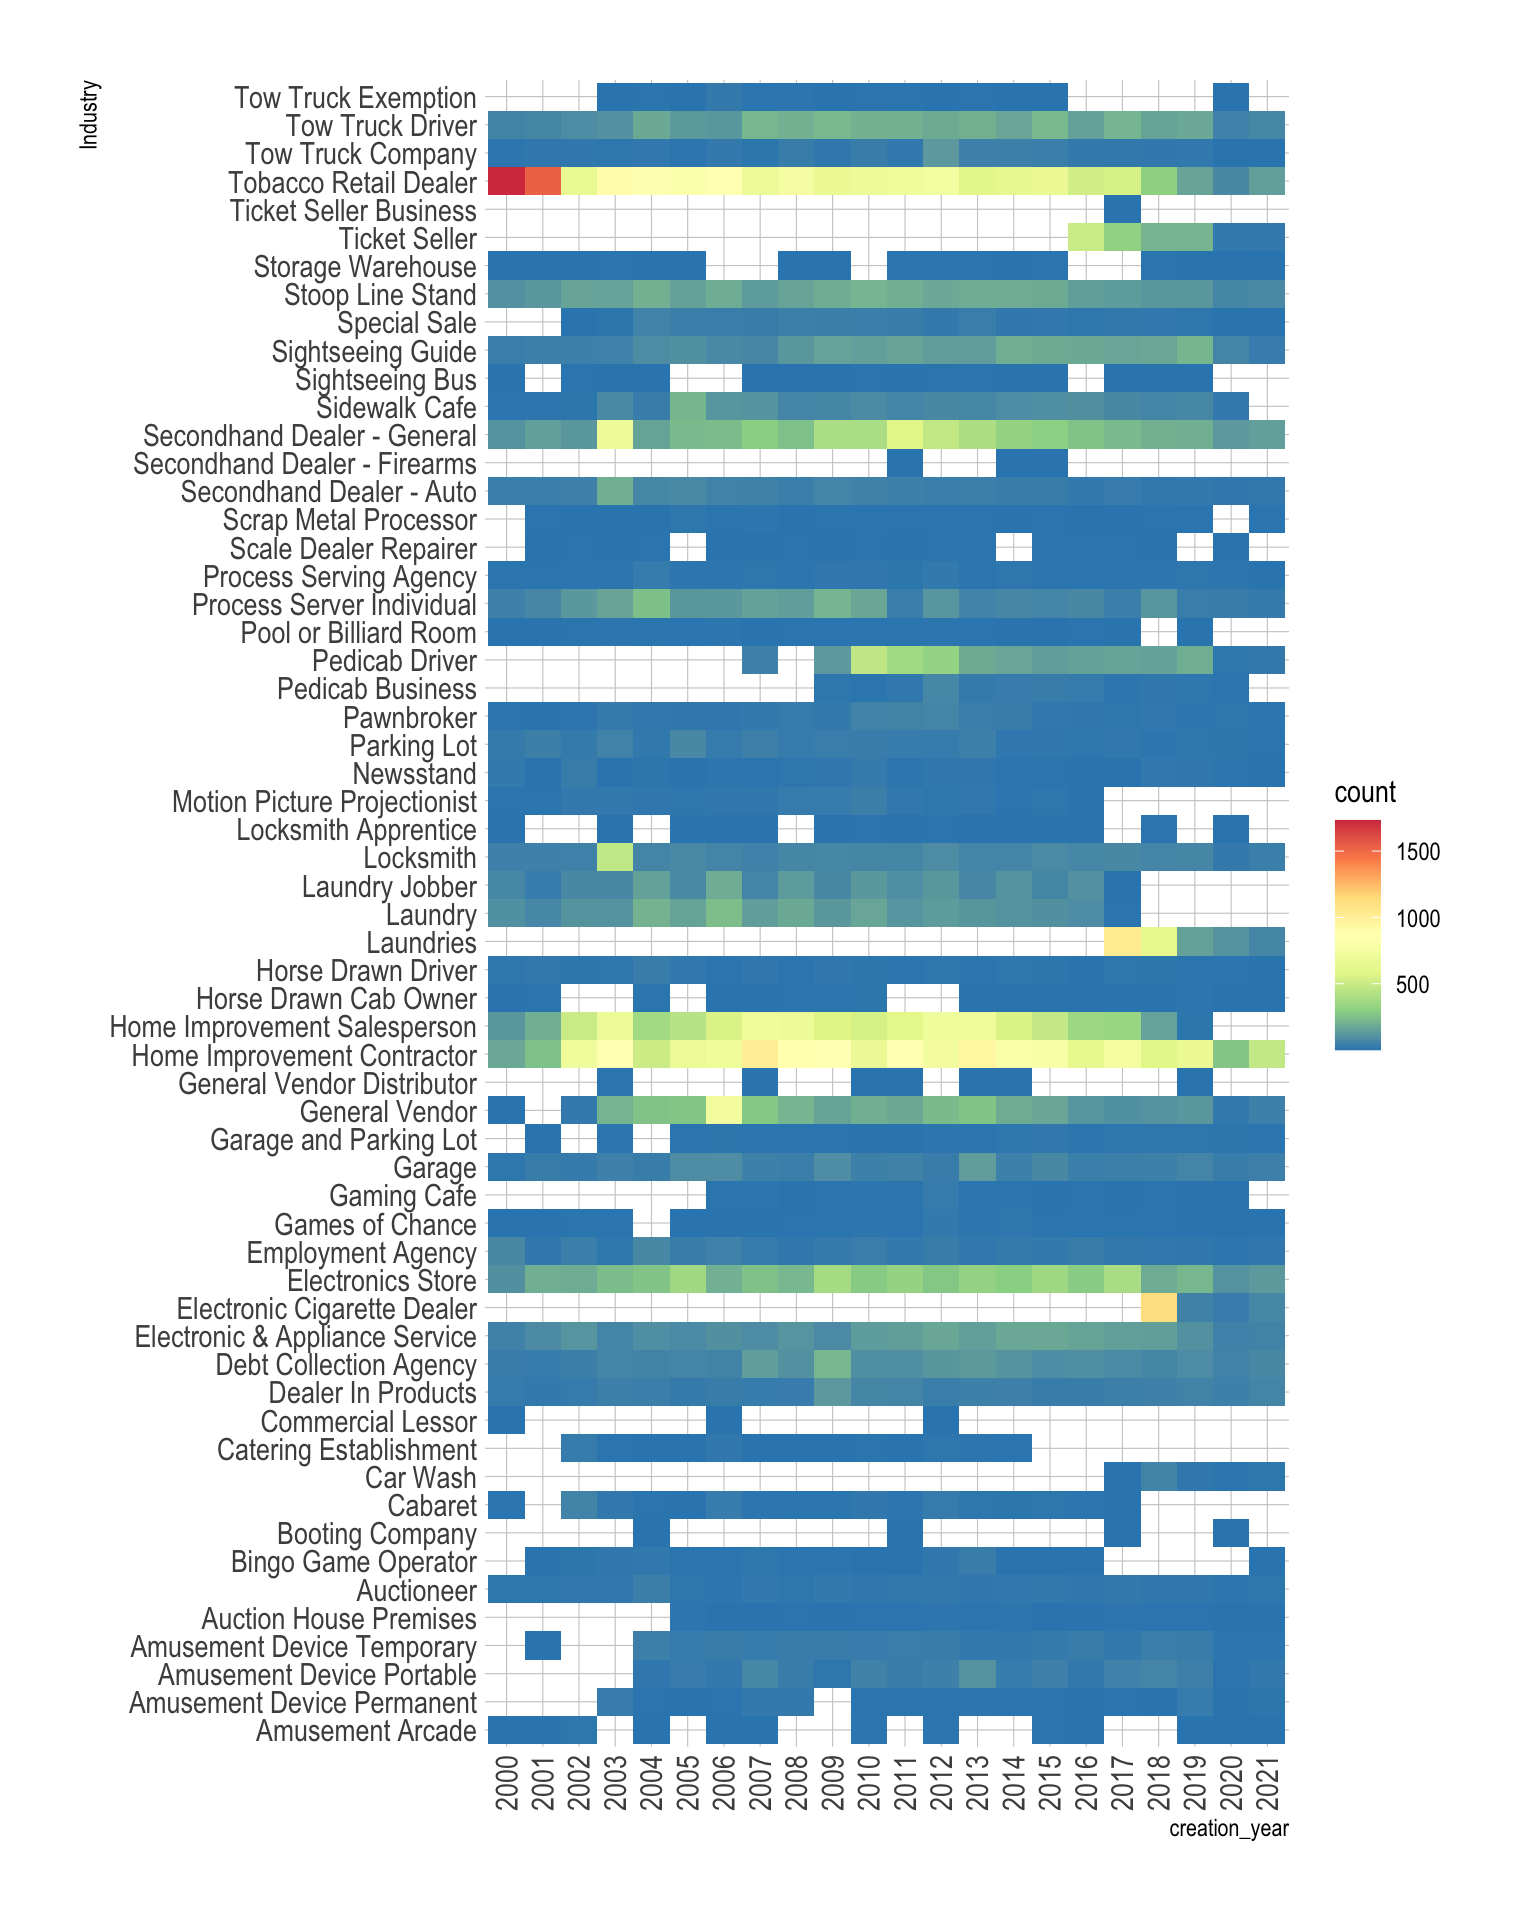 Industry
Tow Truck Exemption
Tow Truck Driver
Tow Truck Company
Tobacco Retail Dealer
Ticket Seller Business
Ticket Seller
Storage Warehouse
Stoop Line Stand
Special Sale
Sightseeing Guide
Sightseeing Bus
Sidewalk Cafe
Secondhand Dealer - General
Secondhand Dealer - Firearms
Secondhand Dealer - Auto
Scrap Metal Processor
Scale Dealer Repairer
Process Serving Agency
Process Server Individual
Pool or Billiard Room
Pedicab Driver
Pedicab Business
Pawnbroker
Parking Lot
Newsstand
Motion Picture Projectionist
Locksmith Apprentice
Locksmith
Laundry Jobber
Laundry
Laundries
Horse Drawn Driver
Horse Drawn Cab Owner
Home Improvement Salesperson
Home Improvement Contractor
General Vendor Distributor
General Vendor
Garage and Parking Lot
Garage
Gaming Cafe
Games of Chance
Employment Agency
Electronics Store
Electronic Cigarette Dealer
Electronic & Appliance Service
Debt Collection Agency
Dealer In Products
Commercial Lessor
Catering Establishment
Car Wash
Cabaret
Booting Company
Bingo Game Operator
Auctioneer
Auction House Premises
Amusement Device Temporary
Amusement Device Portable
Amusement Device Permanent
Amusement Arcade
2000 2001 2002 2003 2004 2005 2006 2007 2008 2009 2010 2011 2012 2013 2014 2015 2016 2017 2018 2019 2020 2021
creation_year
count
1500
1000
500